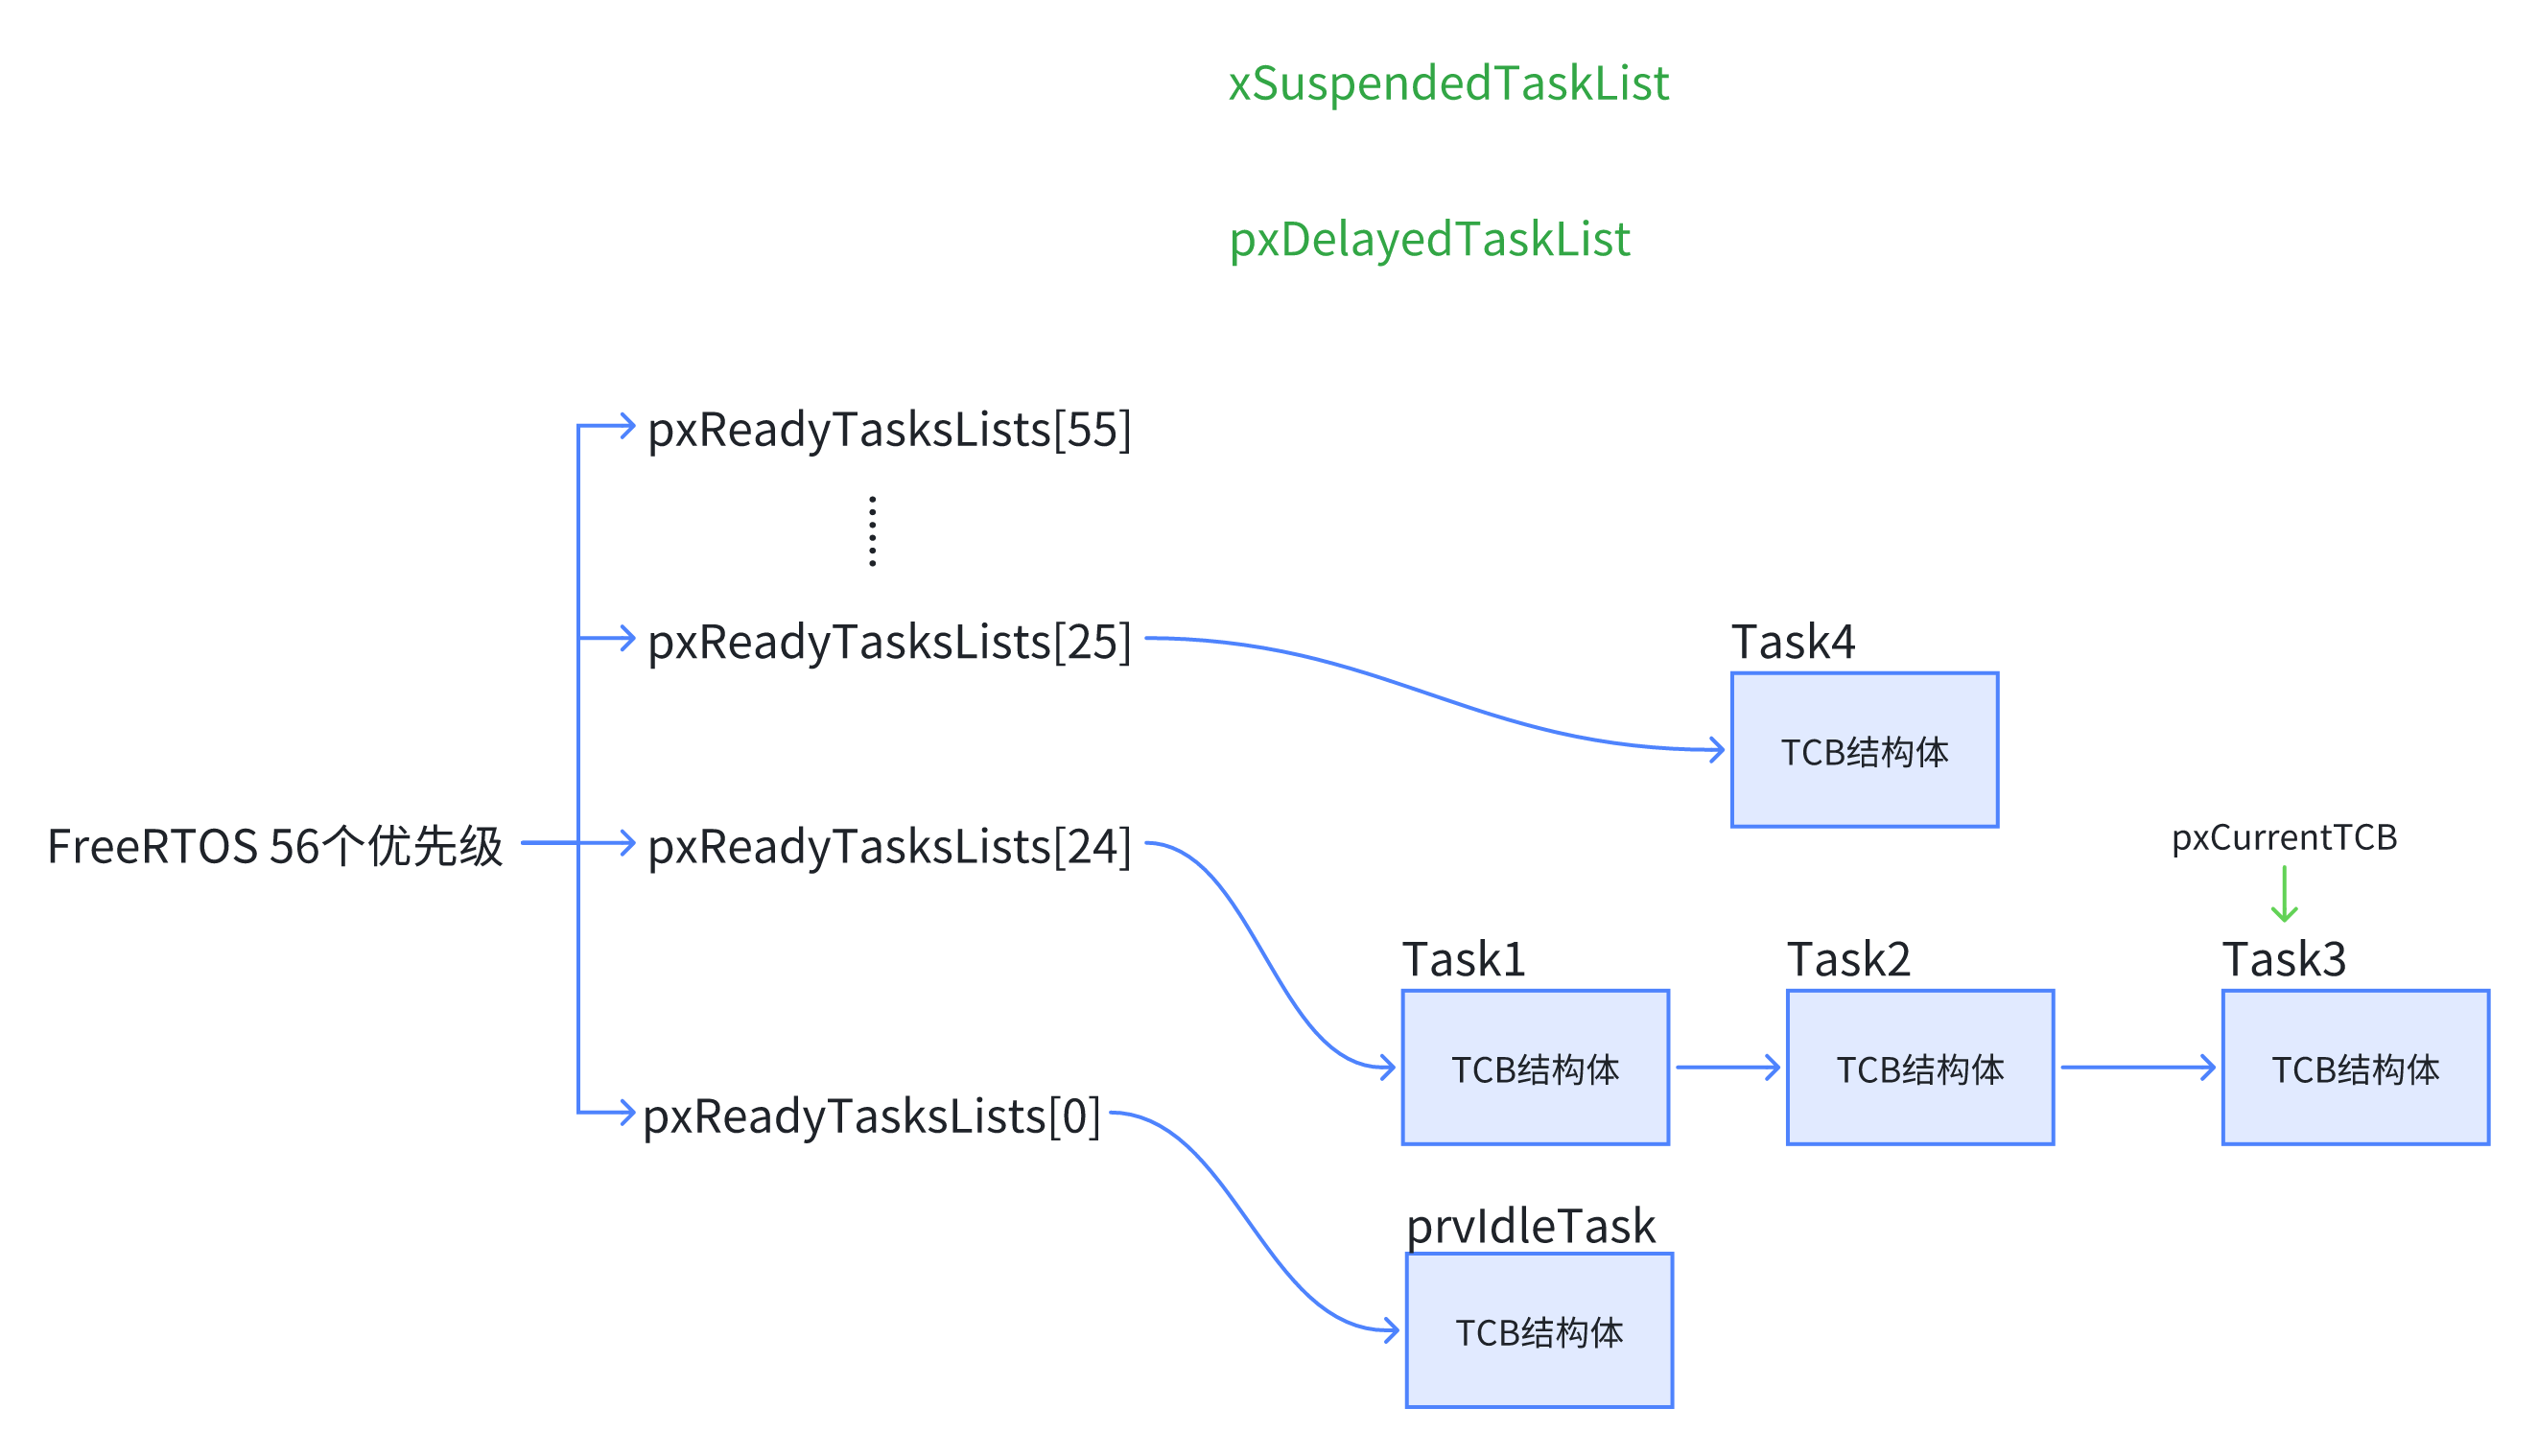 xSuspendedTaskList
pxDelayedTaskList
pxReadyTasksLists[55]
pxReadyTasksLists[25]
Task4
TCB结构体
FreeRTOS 56个优先级
pxReadyTasksLists[24]
pxCurrentTCB
Task1
Task2
Task3
TCB结构体
TCB结构体
TCB结构体
pxReadyTasksLists[0]
prvIdleTask
TCB结构体